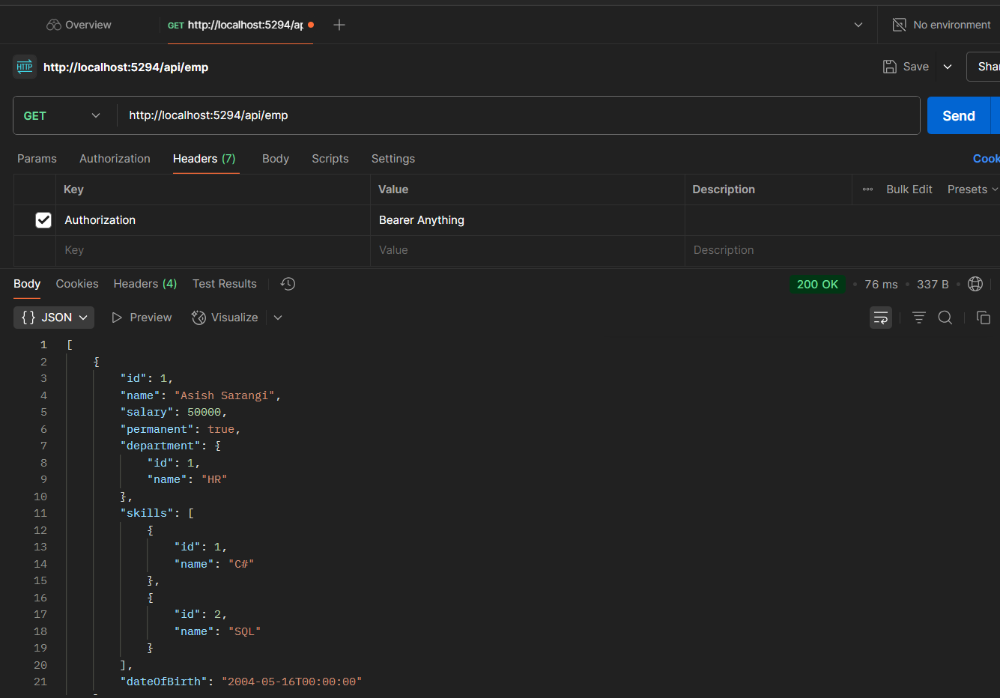 Overview
GET http://localhost:5294/ap
No environment
HTTP http://localhost:5294/api/emp
Save
Shar
GET http://localhost:5294/api/emp
Send
Params Authorization Headers (7) Body Scripts Settings
Cook
Key Value Description Bulk Edit Presets
Authorization Bearer Anything
Key Value Description
Body Cookies Headers (4) Test Results
200 OK • 76 ms • 337 B •
{} JSON Preview Visualize
1 [
2 {
3 "id": 1,
4 "name": "Asish Sarangi",
5 "salary": 50000,
6 "permanent": true,
7 "department": {
8 "id": 1,
9 "name": "HR"
10 },
11 "skills": [
12 {
13 "id": 1,
14 "name": "C#"
15 },
16 {
17 "id": 2,
18 "name": "SQL"
19 }
20 ],
21 "dateOfBirth": "2004-05-16T00:00:00"